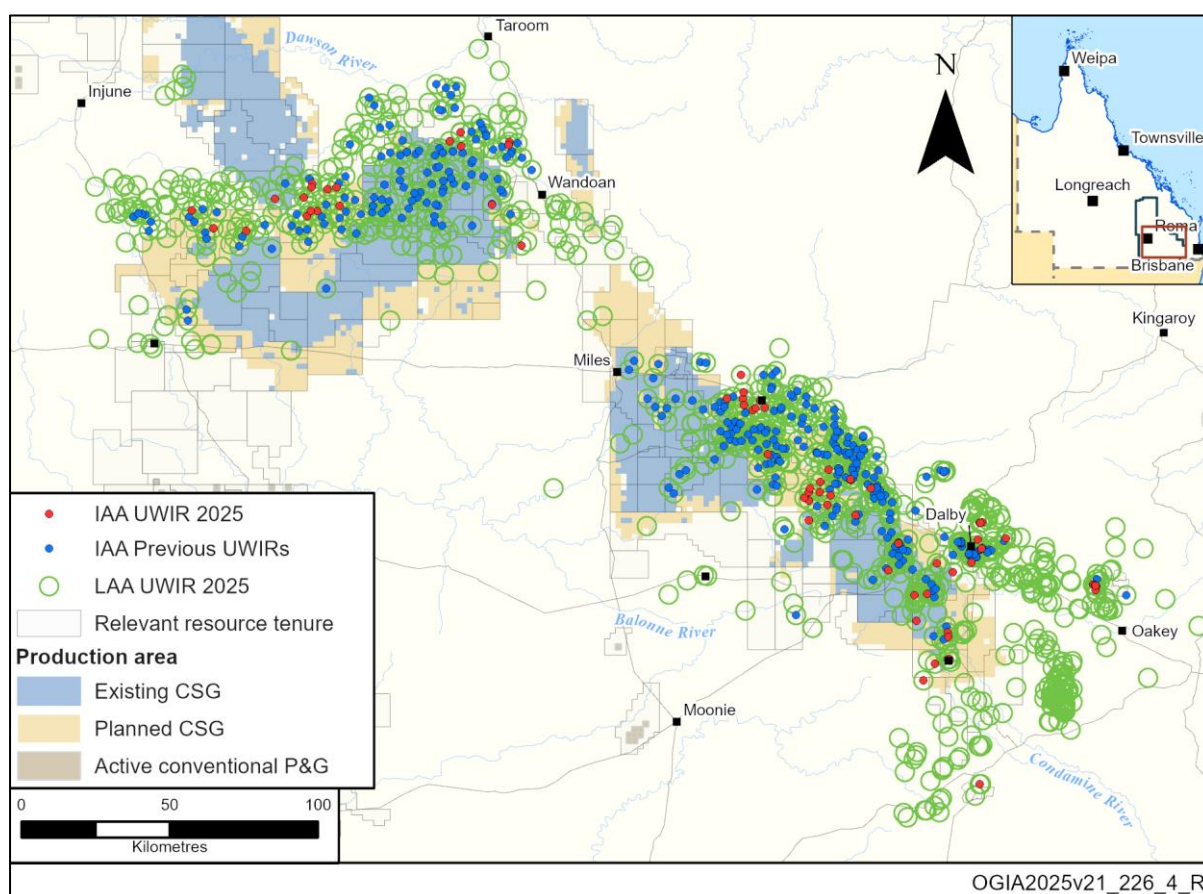 Taroom
Dawson River
Injune
N
Wandoan
Weipa
Townsville
Longreach
Roma
Brisbane
Kingaroy
Miles
Dalby
Balonne River
Oakey
Moonie
Condamine River
IAA UWIR 2025
IAA Previous UWIRs
LAA UWIR 2025
Relevant resource tenure
Production area
Existing CSG
Planned CSG
Active conventional P&G
0 50 100
Kilometres
OGIA2025v21_226_4_R